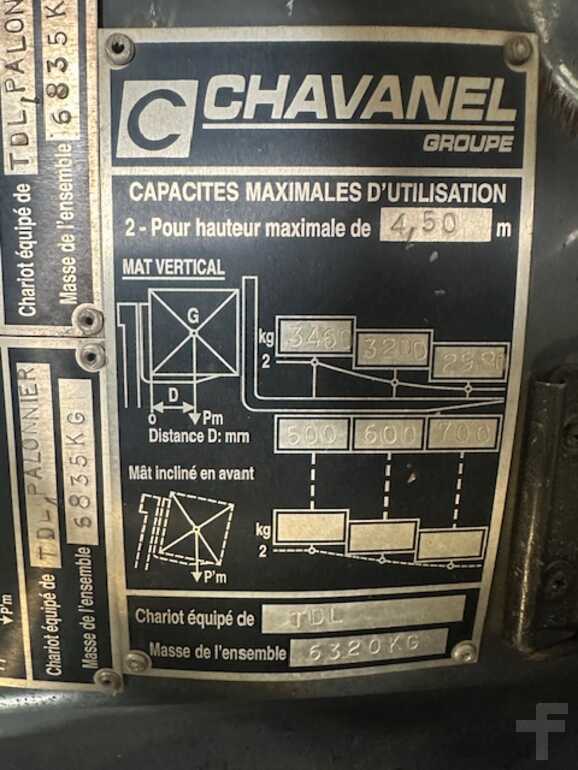 C CHAVANEL
GROUPE
CAPACITES MAXIMALES D'UTILISATION
2 - Pour hauteur maximale de 4,50 m
MAT VERTICAL
G
kg 3460 3200
2
D
o Pm
Distance D: mm
500 600 700
Mât incliné en avant
kg
2
P'm
Chariot équipé de TDL
Masse de l'ensemble 6320KG
Chariot équipé de TDL, PALONN
Masse de l'ensemble 6835K
Chariot équipé de TDL, PALONNIER
Masse de l'ensemble 6835KG
P'm